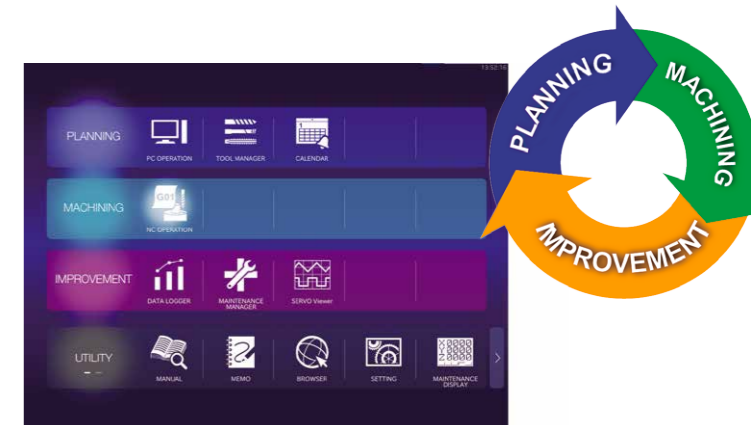 13:52:16
PLANNING
PC OPERATION
TOOL MANAGER
CALENDAR
MACHINING
G01
NC OPERATION
IMPROVEMENT
DATA LOGGER
MAINTENANCE
MANAGER
SERVO Viewer
UTILITY
MANUAL
MEMO
BROWSER
SETTING
MAINTENANCE
DISPLAY
PLANNING
MACHINING
IMPROVEMENT